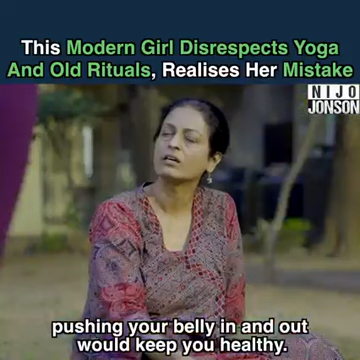 This Modern Girl Disrespects Yoga
And Old Rituals, Realises Her Mistake
NIJO
JONSON
pushing your belly in and out
would keep you healthy.